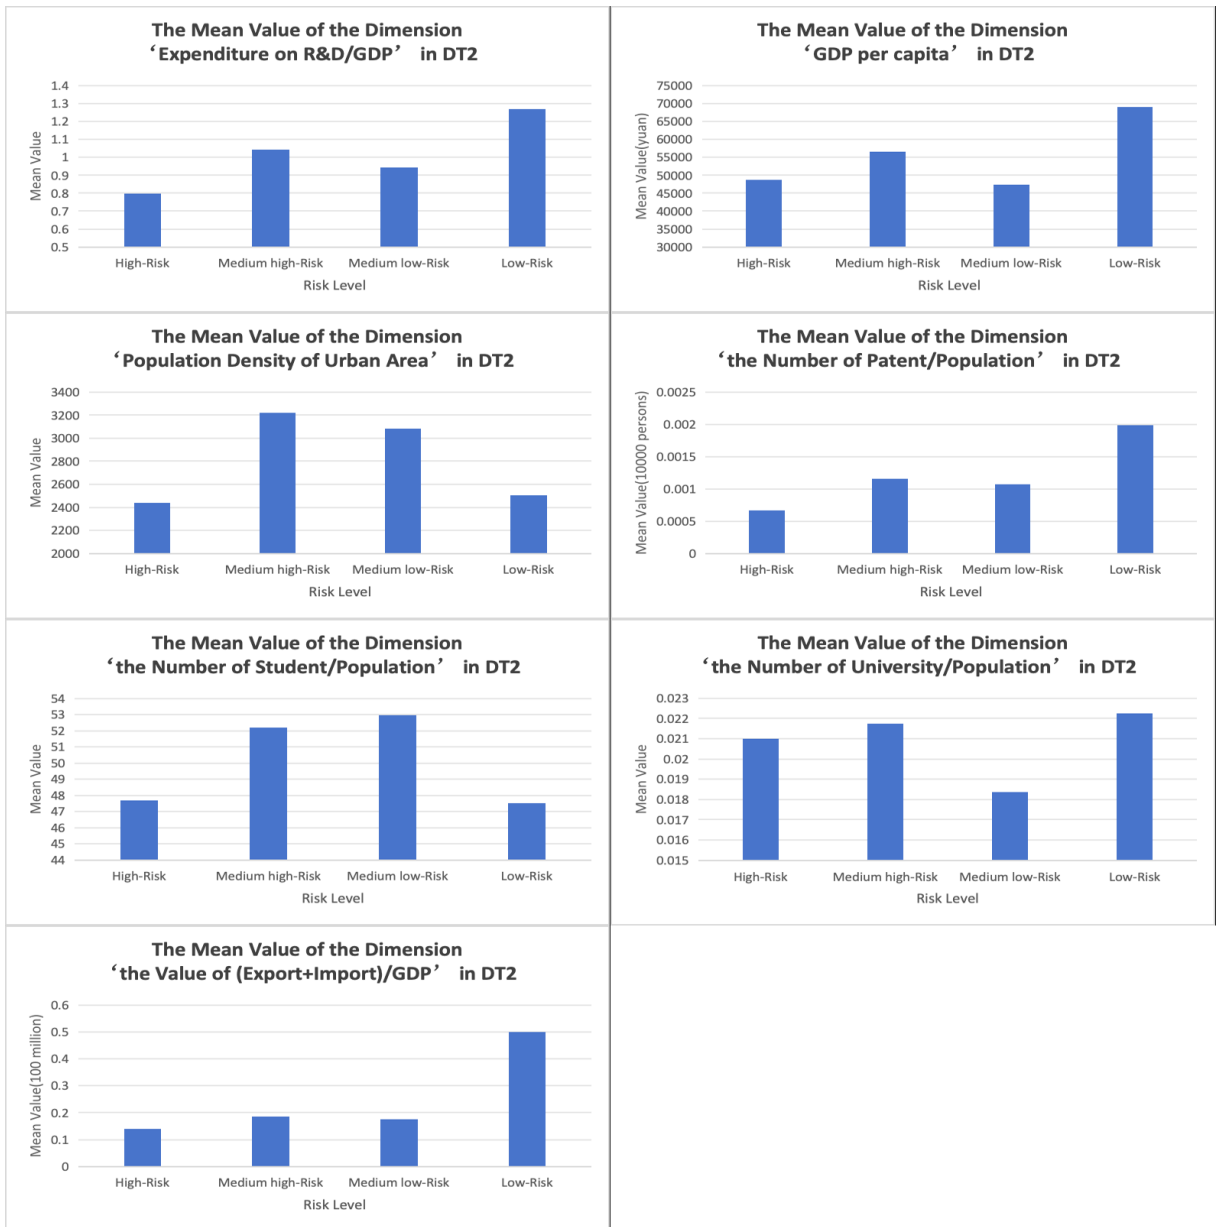 The Mean Value of the Dimension
‘Expenditure on R&D/GDP’ in DT2
Mean Value
1.4
1.3
1.2
1.1
1
0.9
0.8
0.7
0.6
0.5
High-Risk Medium high-Risk Medium low-Risk Low-Risk
Risk Level
The Mean Value of the Dimension
‘GDP per capita’ in DT2
Mean Value(yuan)
75000
70000
65000
60000
55000
50000
45000
40000
35000
30000
High-Risk Medium high-Risk Medium low-Risk Low-Risk
Risk Level
The Mean Value of the Dimension
‘Population Density of Urban Area’ in DT2
Mean Value
3400
3200
3000
2800
2600
2400
2200
2000
High-Risk Medium high-Risk Medium low-Risk Low-Risk
Risk Level
The Mean Value of the Dimension
‘the Number of Patent/Population’ in DT2
Mean Value(10000 persons)
0.0025
0.002
0.0015
0.001
0.0005
0
High-Risk Medium high-Risk Medium low-Risk Low-Risk
Risk Level
The Mean Value of the Dimension
‘the Number of Student/Population’ in DT2
Mean Value
54
53
52
51
50
49
48
47
46
45
44
High-Risk Medium high-Risk Medium low-Risk Low-Risk
Risk Level
The Mean Value of the Dimension
‘the Number of University/Population’ in DT2
Mean Value
0.023
0.022
0.021
0.02
0.019
0.018
0.017
0.016
0.015
High-Risk Medium high-Risk Medium low-Risk Low-Risk
Risk Level
The Mean Value of the Dimension
‘the Value of (Export+Import)/GDP’ in DT2
Mean Value(100 million)
0.6
0.5
0.4
0.3
0.2
0.1
0
High-Risk Medium high-Risk Medium low-Risk Low-Risk
Risk Level